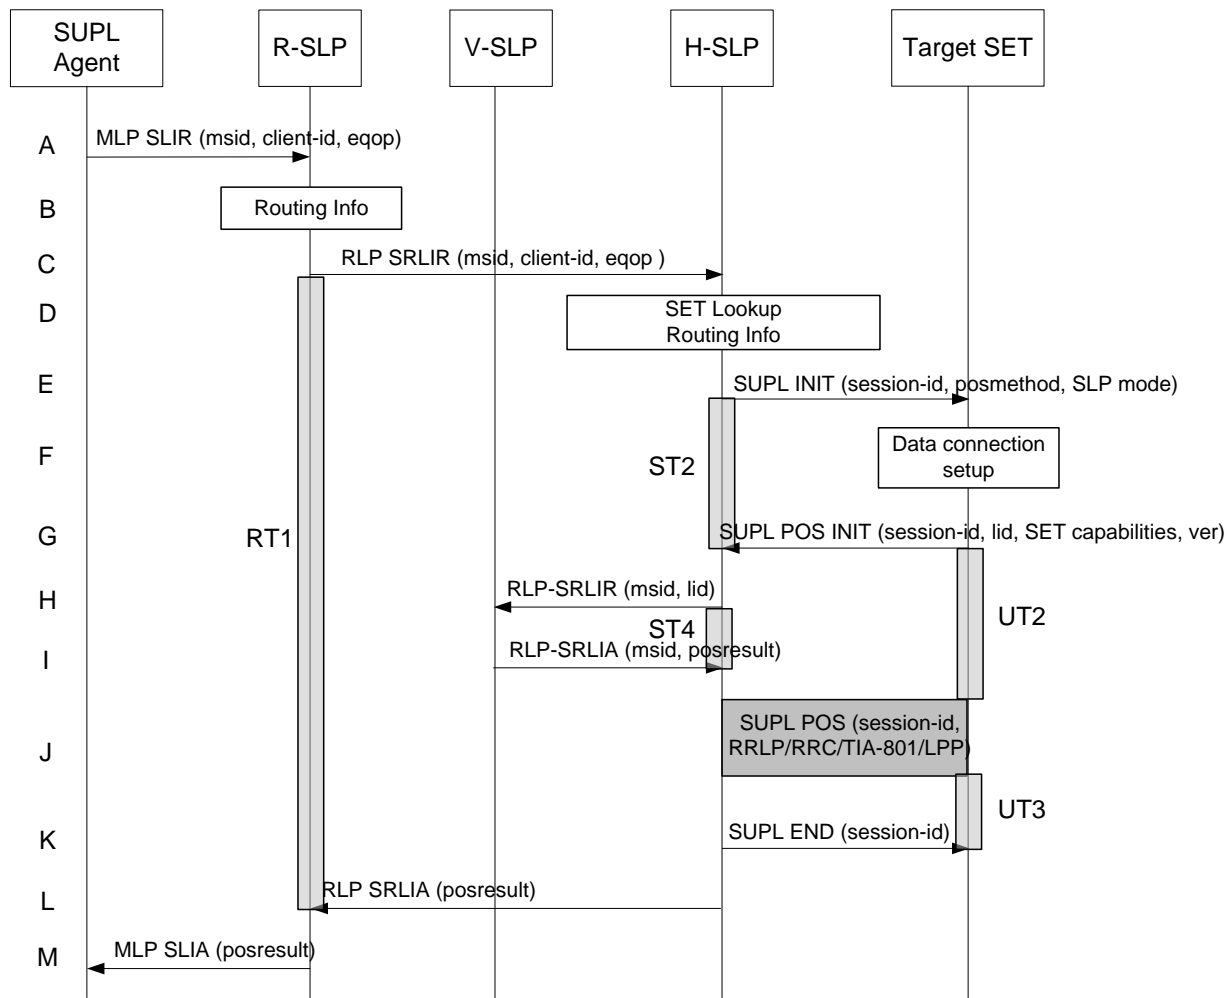 SUPL
Agent
R-SLP
V-SLP
H-SLP
Target SET
A
MLP SLIR (msid, client-id, eqop)
B
Routing Info
C
RLP SRLIR (msid, client-id, eqop )
D
SET Lookup
Routing Info
E
SUPL INIT (session-id, posmethod, SLP mode)
F
ST2
Data connection
setup
G
RT1
SUPL POS INIT (session-id, lid, SET capabilities, ver)
H
RLP-SRLIR (msid, lid)
ST4
UT2
I
RLP-SRLIA (msid, posresult)
J
SUPL POS (session-id,
RRLP/RRC/TIA-801/LPP)
UT3
K
SUPL END (session-id)
L
RLP SRLIA (posresult)
M
MLP SLIA (posresult)